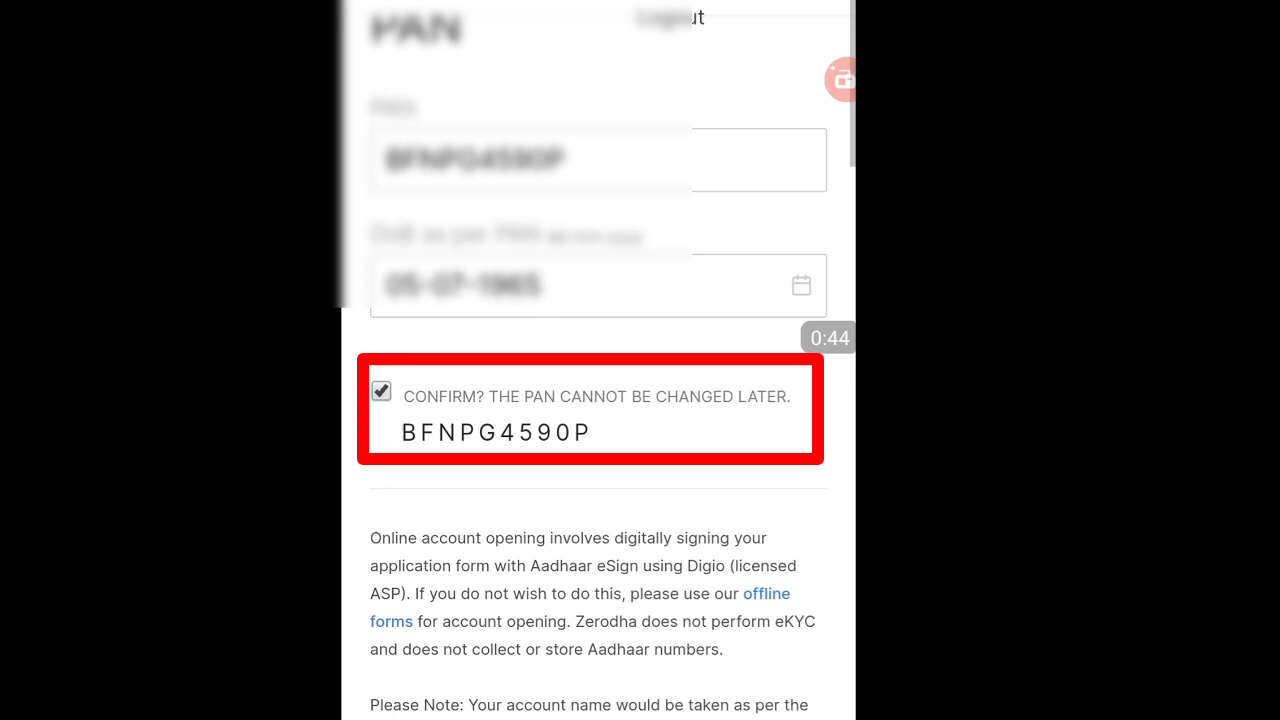 PAN
Logout
PAN
0:44
CONFIRM? THE PAN CANNOT BE CHANGED LATER.
BFNPG4590P
Online account opening involves digitally signing your
application form with Aadhaar eSign using Digio (licensed
ASP). If you do not wish to do this, please use our offline
forms for account opening. Zerodha does not perform eKYC
and does not collect or store Aadhaar numbers.
Please Note: Your account name would be taken as per the